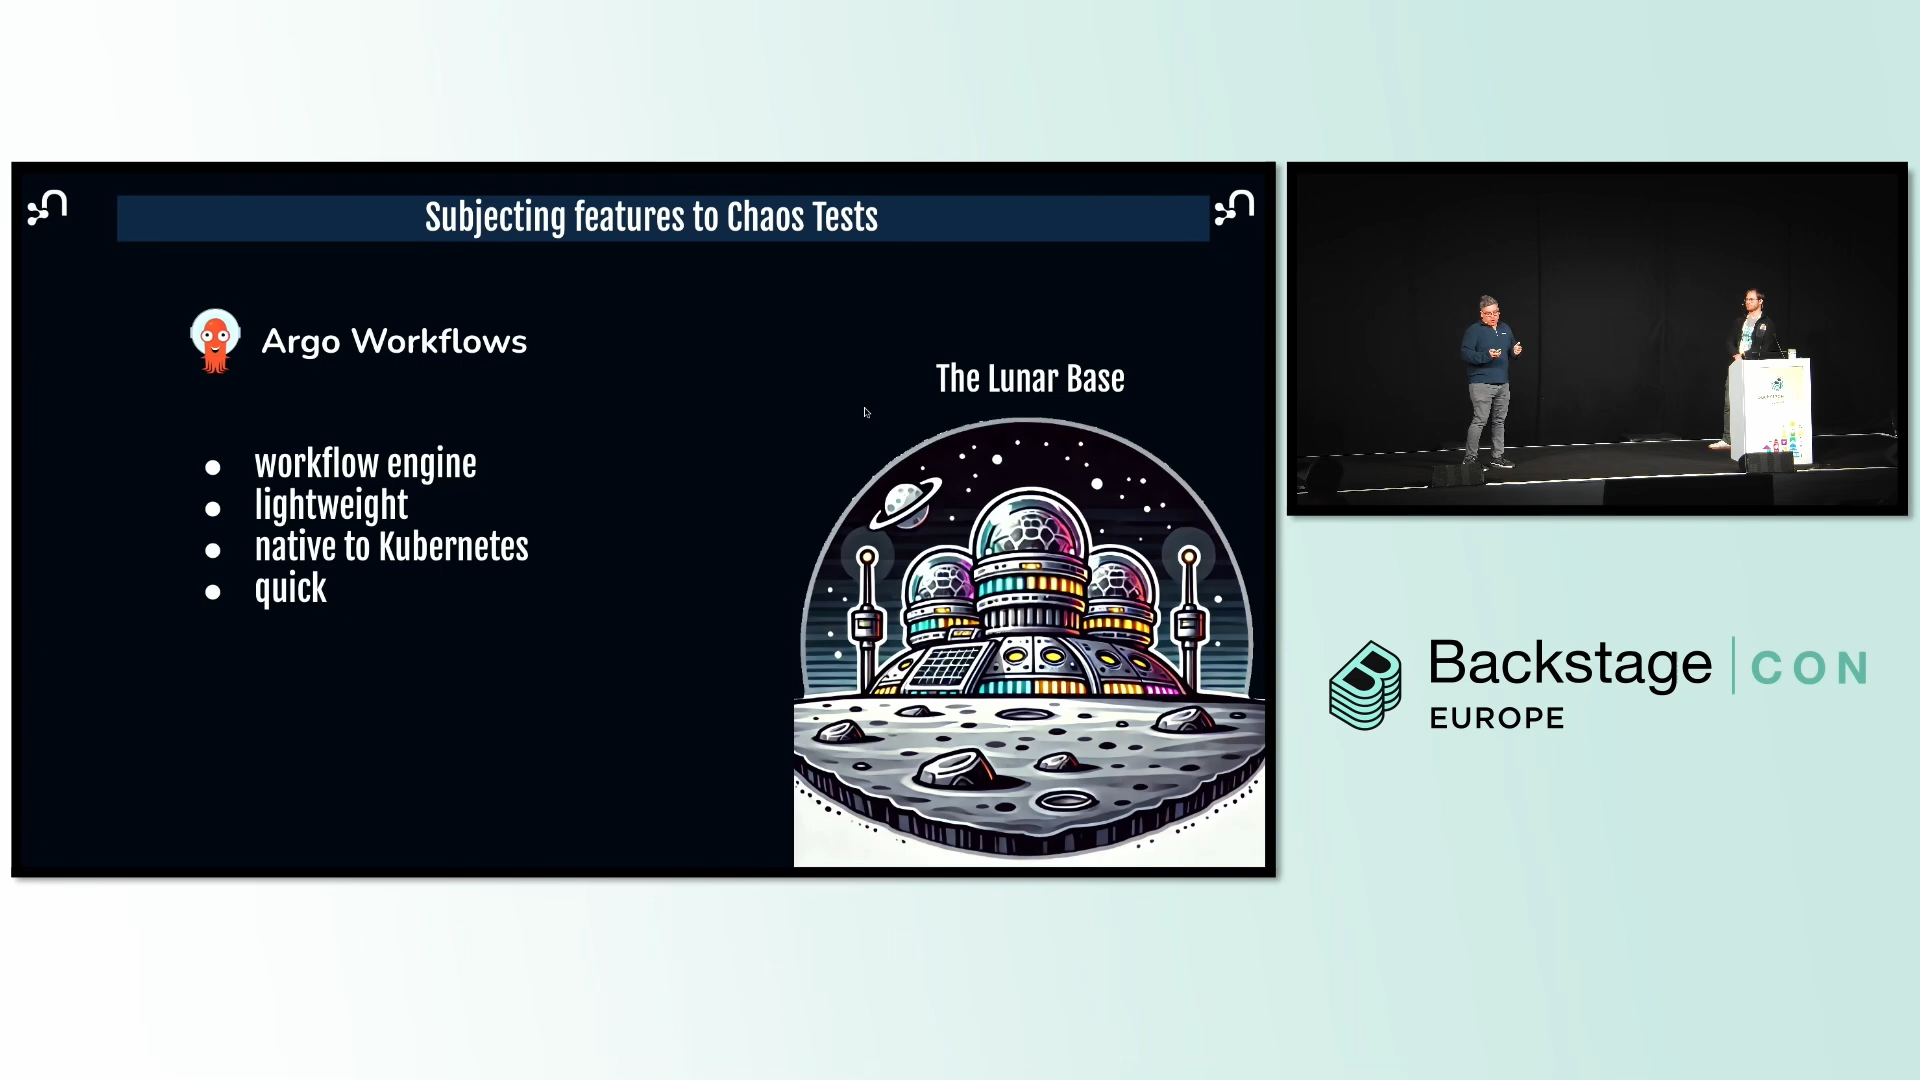 Subjecting features to Chaos Tests
Argo Workflows
workflow engine
lightweight
native to Kubernetes
quick
The Lunar Base
Backstage CON
EUROPE